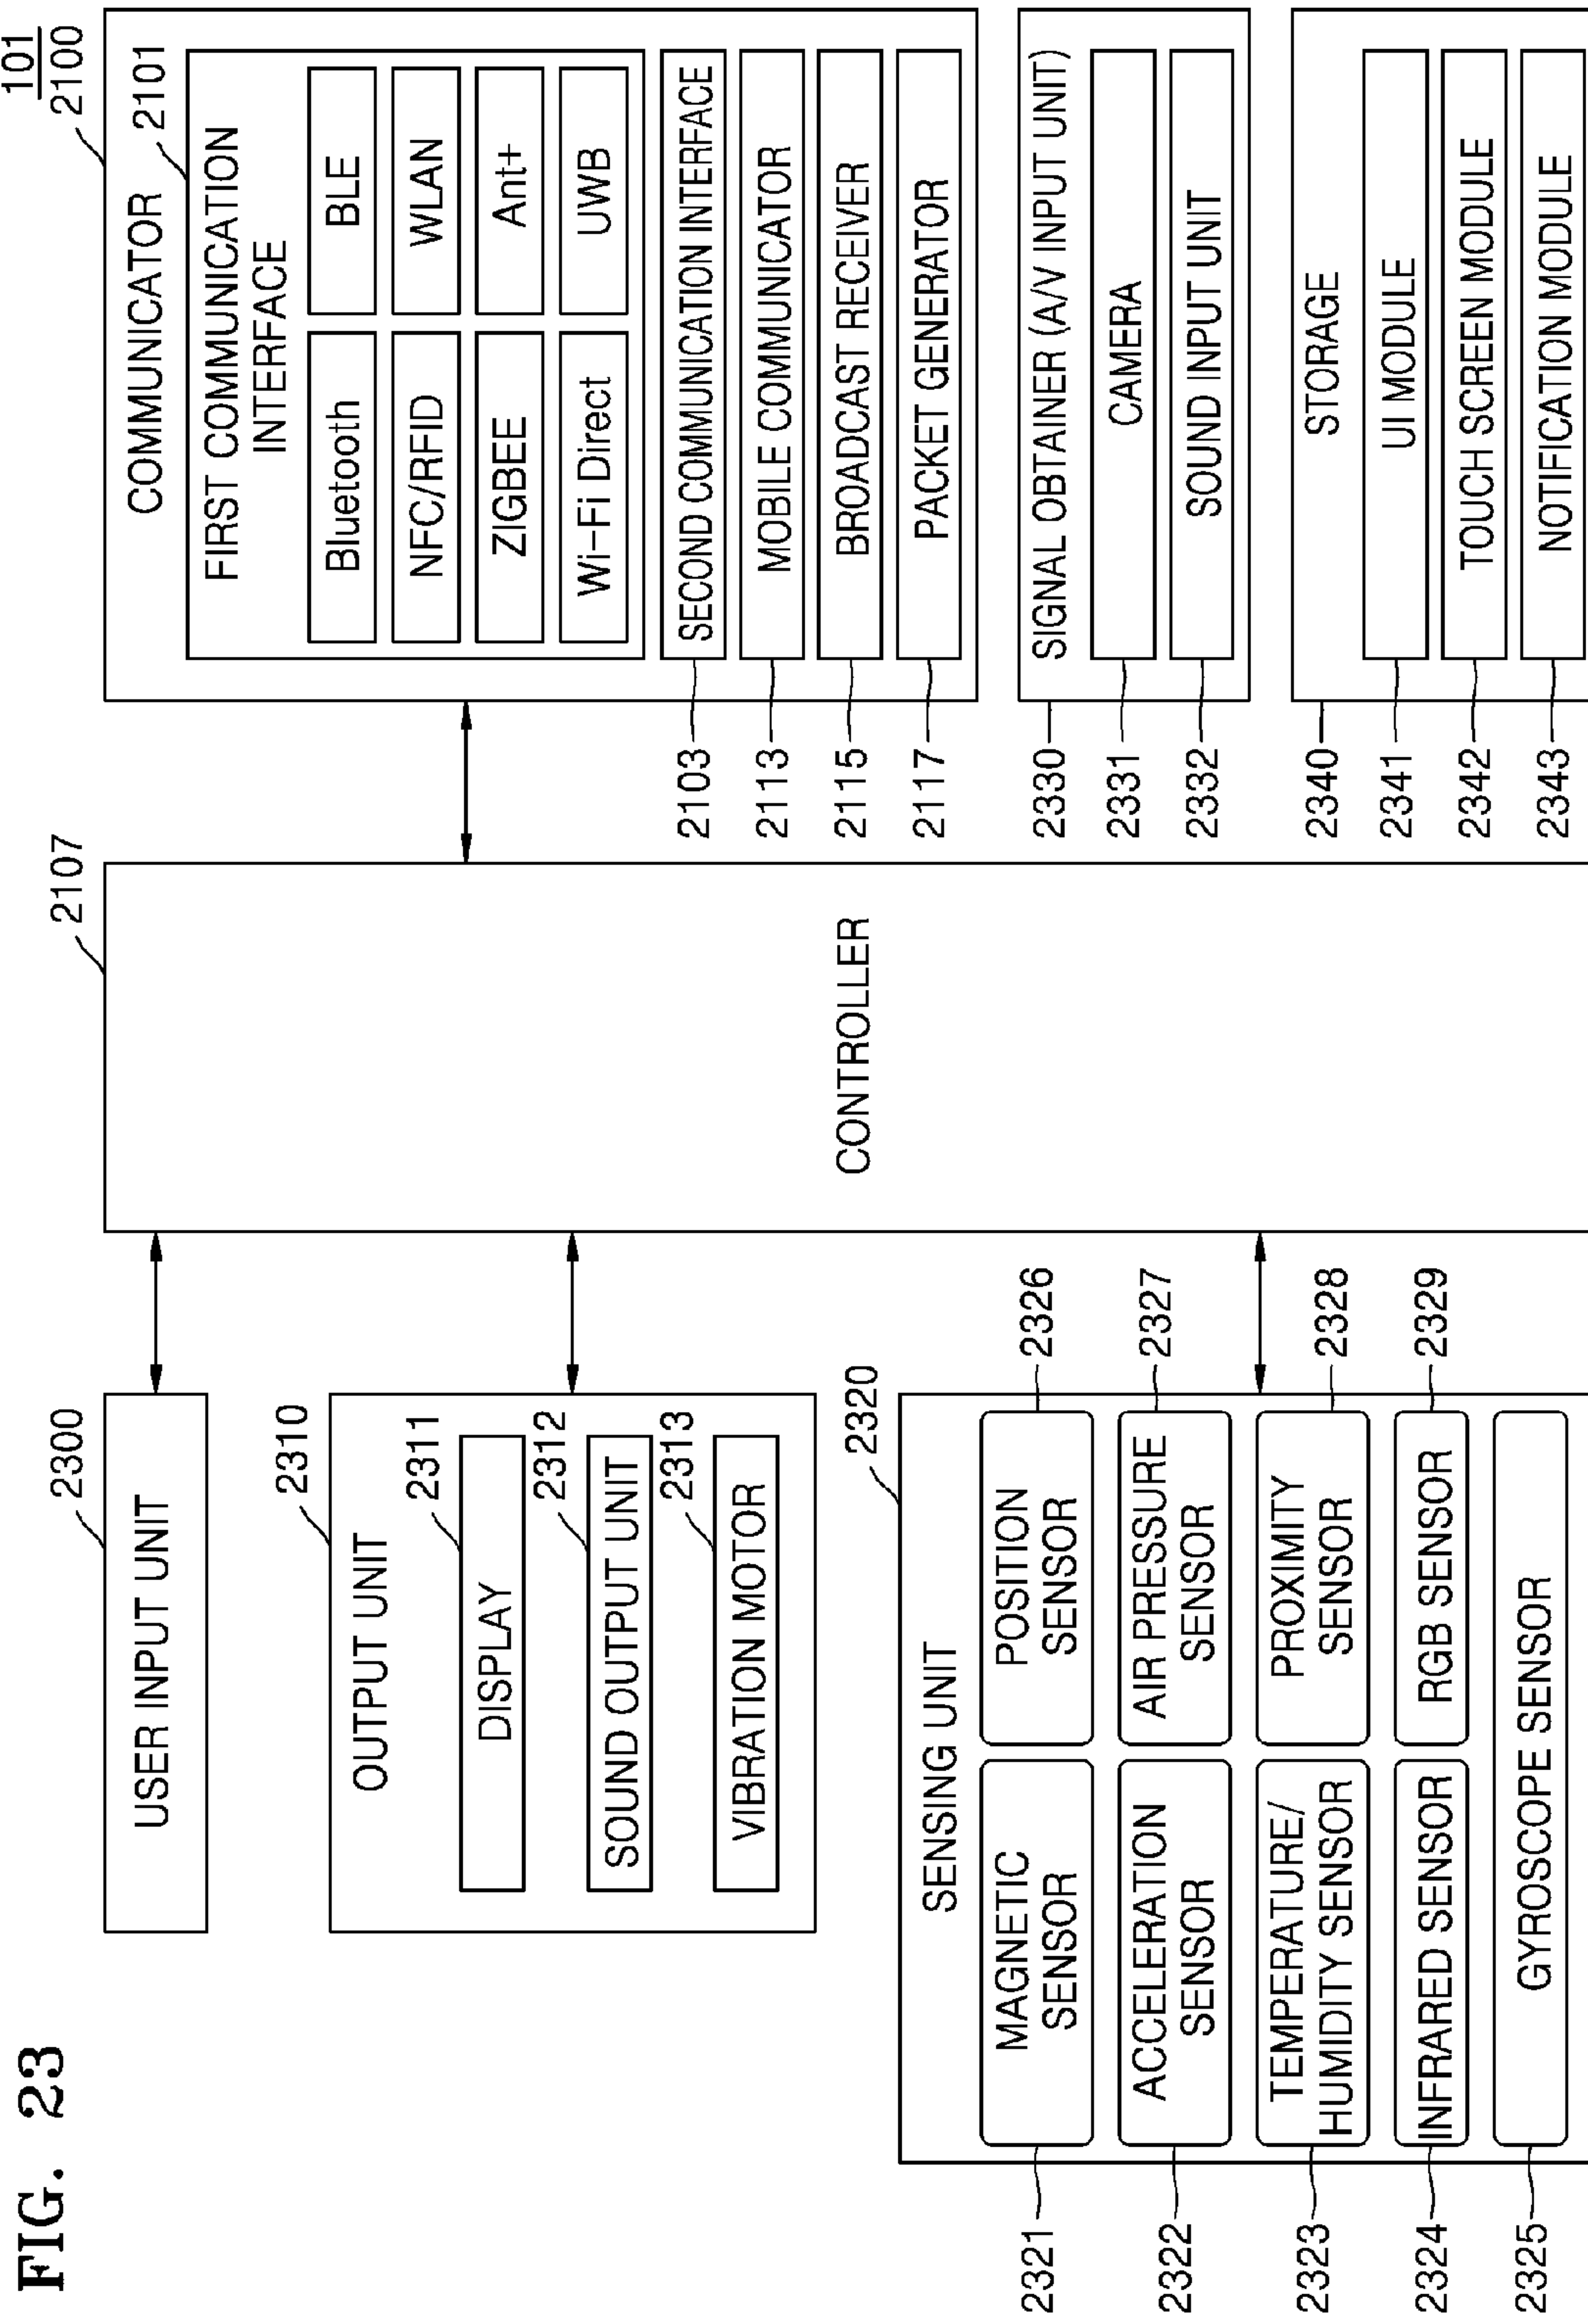 FIG. 23
101
2300
USER INPUT UNIT
2310
OUTPUT UNIT
2311
DISPLAY
2312
SOUND OUTPUT UNIT
2313
VIBRATION MOTOR
2320
SENSING UNIT
2321
MAGNETIC
SENSOR
POSITION
SENSOR
2326
2322
ACCELERATION
SENSOR
AIR PRESSURE
SENSOR
2327
2323
TEMPERATURE/
HUMIDITY SENSOR
PROXIMITY
SENSOR
2328
2324
INFRARED SENSOR
RGB SENSOR
2329
2325
GYROSCOPE SENSOR
2107
CONTROLLER
2100
COMMUNICATOR
2101
FIRST COMMUNICATION
INTERFACE
Bluetooth
BLE
NFC/RFID
WLAN
ZIGBEE
Ant+
Wi-Fi Direct
UWB
2103
SECOND COMMUNICATION INTERFACE
2113
MOBILE COMMUNICATOR
2115
BROADCAST RECEIVER
2117
PACKET GENERATOR
2330
SIGNAL OBTAINER (A/V INPUT UNIT)
2331
CAMERA
2332
SOUND INPUT UNIT
2340
STORAGE
2341
UI MODULE
2342
TOUCH SCREEN MODULE
2343
NOTIFICATION MODULE